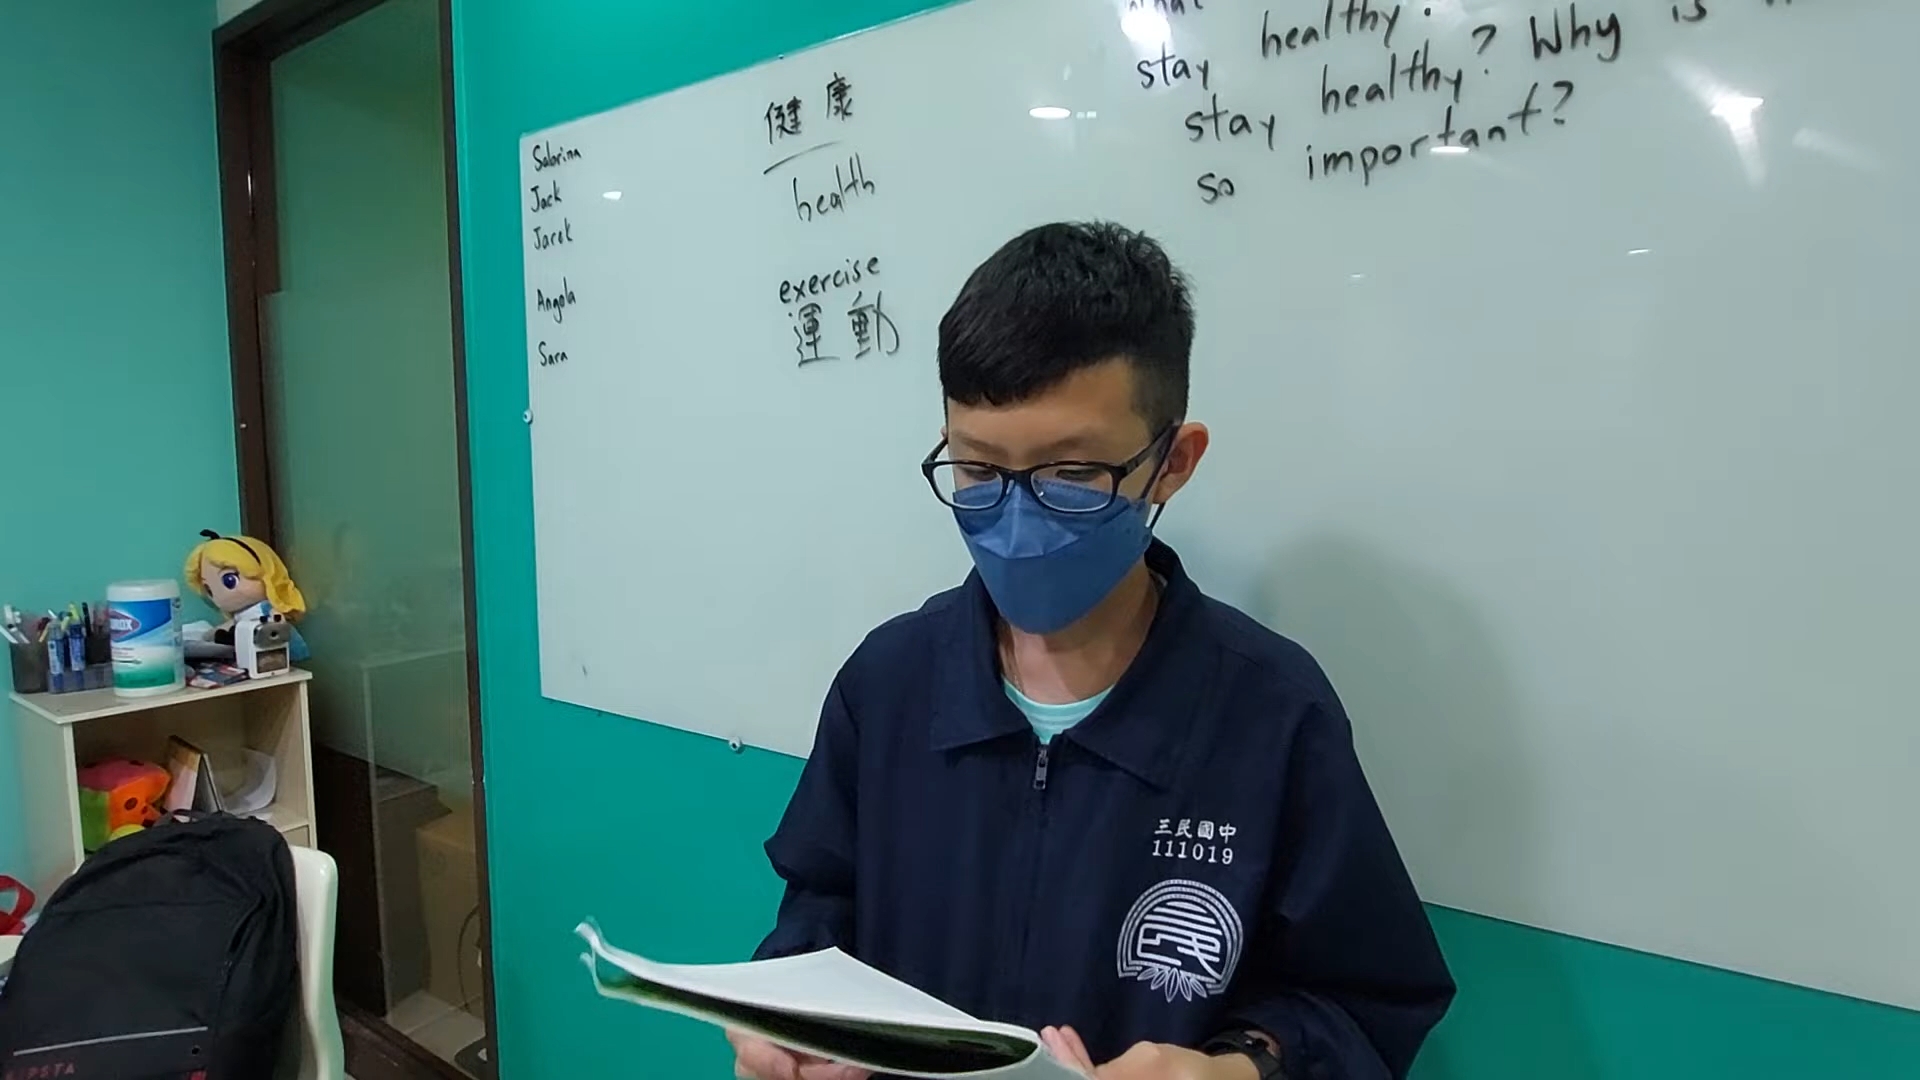 Sabrina
Jack
Jarek
Angela
Sara
健康
health
exercise
運動
stay healthy?
stay healthy? Why is
so important?
三民國中
111019